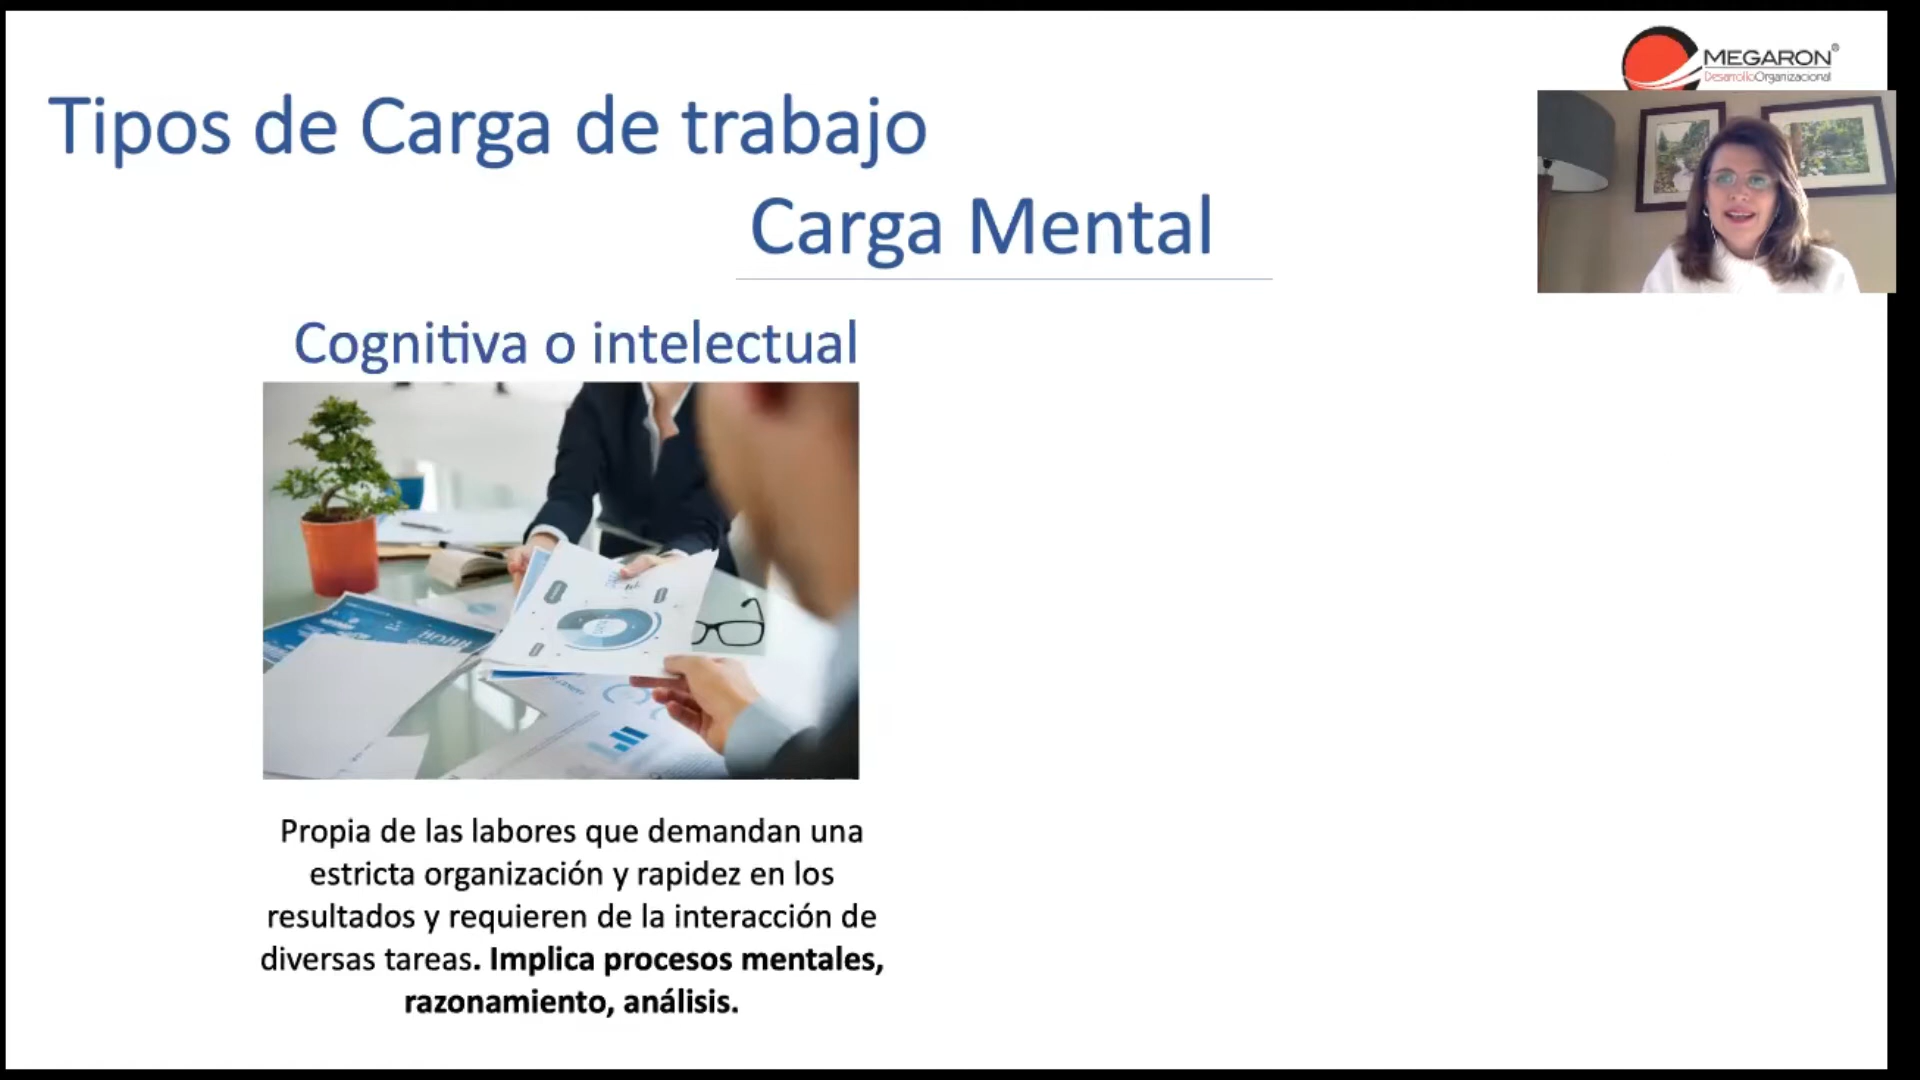 MEGARON®
DesarrolloOrganizacional
Tipos de Carga de trabajo
Carga Mental
Cognitiva o intelectual
Propia de las labores que demandan una
estricta organización y rapidez en los
resultados y requieren de la interacción de
diversas tareas. Implica procesos mentales,
razonamiento, análisis.